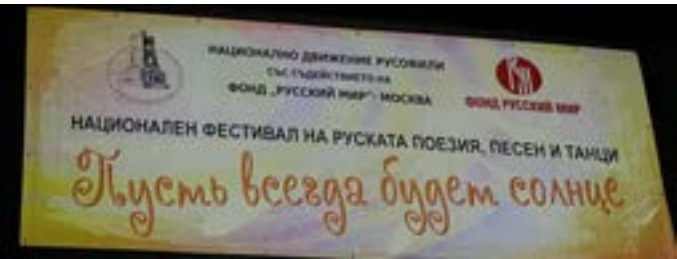 НАЦИОНАЛНО ДВИЖЕНИЕ РУСОФИЛИ
СЪС СЪДЕЙСТВИЕТО НА
ФОНД „РУССКИЙ МИР"- МОСКВА
ФОНД РУССКИЙ МИР
НАЦИОНАЛЕН ФЕСТИВАЛ НА РУСКАТА ПОЕЗИЯ, ПЕСЕН И ТАНЦИ
Пусть всегда будет солнце